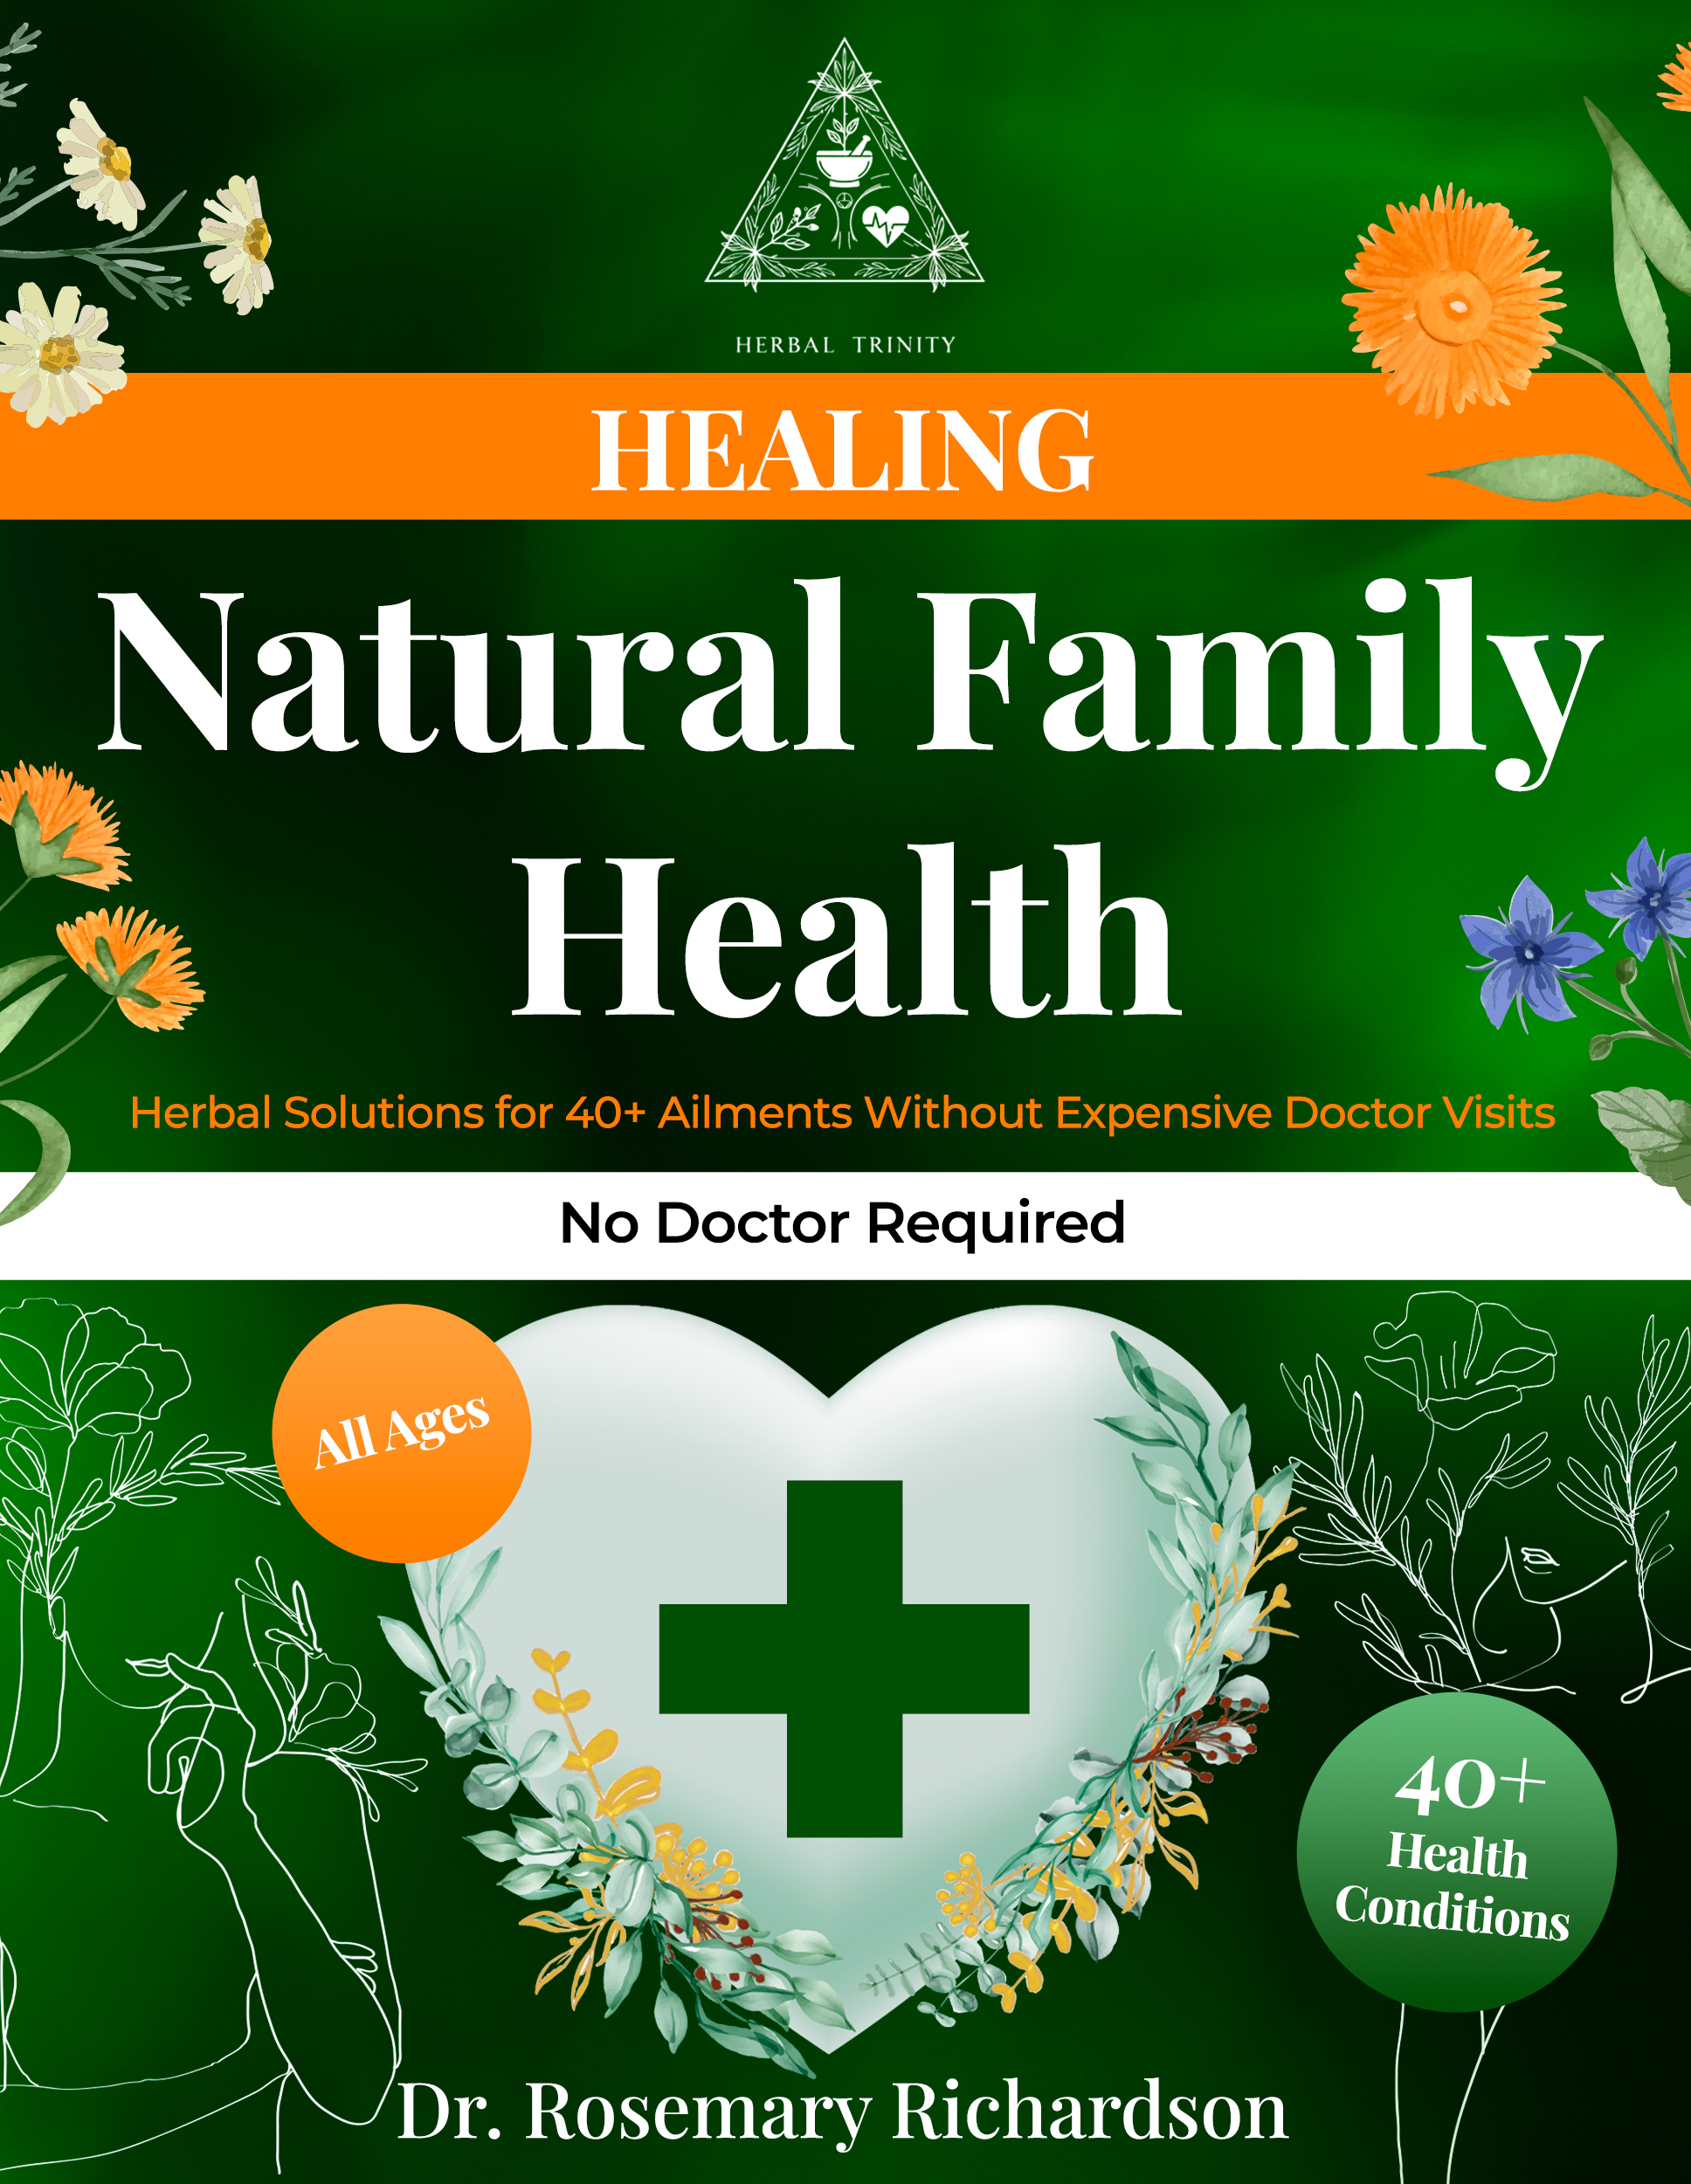 HERBAL TRINITY
HEALING
Natural Family
Health
Herbal Solutions for 40+ Ailments Without Expensive Doctor Visits
No Doctor Required
All Ages
40+
Health
Conditions
Dr. Rosemary Richardson